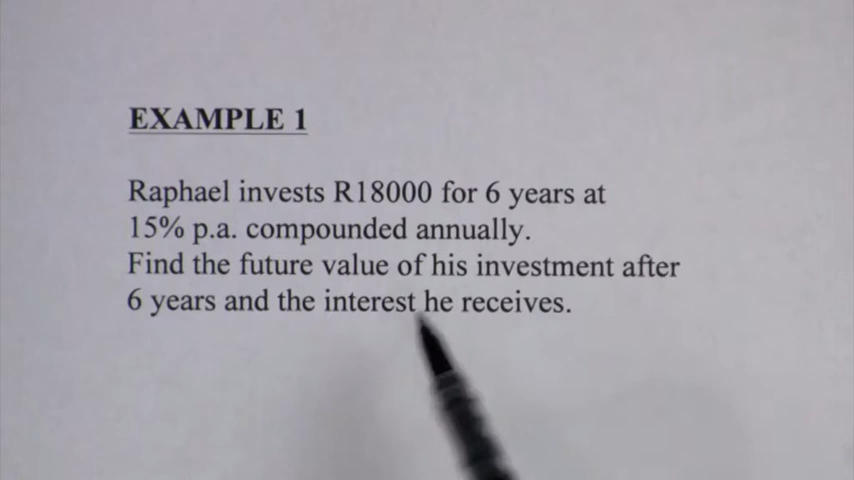 EXAMPLE 1
Raphael invests R18000 for 6 years at
15% p.a. compounded annually.
Find the future value of his investment after
6 years and the interest he receives.